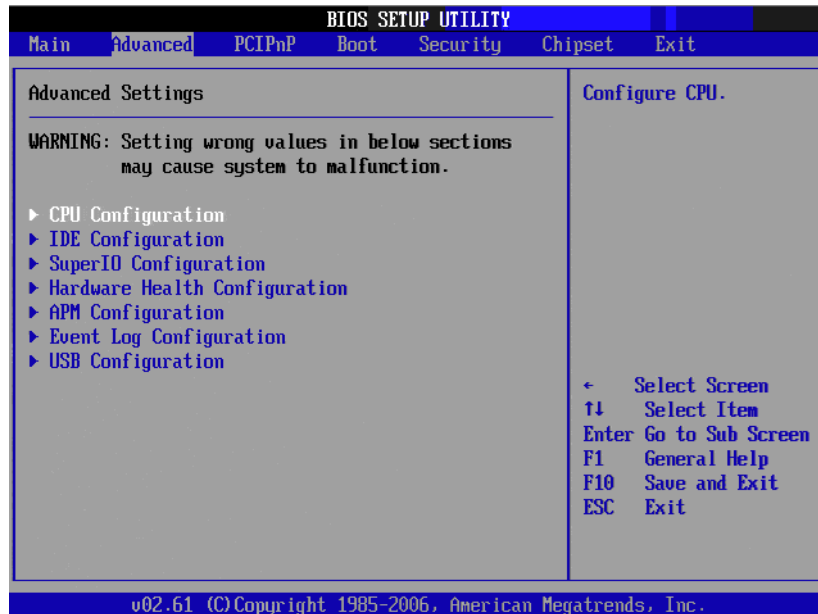 BIOS SETUP UTILITY
Main Advanced PCIPnP Boot Security Chipset Exit
Advanced Settings
WARNING: Setting wrong values in below sections
may cause system to malfunction.
▶ CPU Configuration
▶ IDE Configuration
▶ SuperIO Configuration
▶ Hardware Health Configuration
▶ APM Configuration
▶ Event Log Configuration
▶ USB Configuration
Configure CPU.
← Select Screen
↑↓ Select Item
Enter Go to Sub Screen
F1 General Help
F10 Save and Exit
ESC Exit
v02.61 (C)Copyright 1985-2006, American Megatrends, Inc.